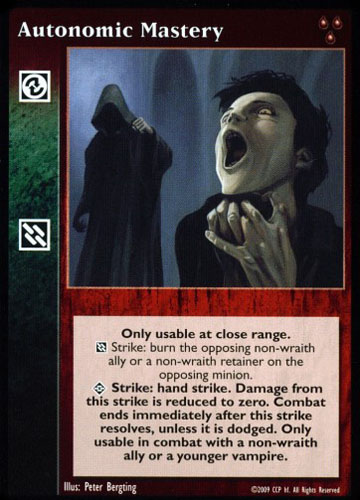 Autonomic Mastery
Only usable at close range.
Strike: burn the opposing non-wraith
ally or a non-wraith retainer on the
opposing minion.
Strike: hand strike. Damage from
this strike is reduced to zero. Combat
ends immediately after this strike
resolves, unless it is dodged. Only
usable in combat with a non-wraith
ally or a younger vampire.
Illus: Peter Bergting
©2009 CCP hf. All Rights Reserved